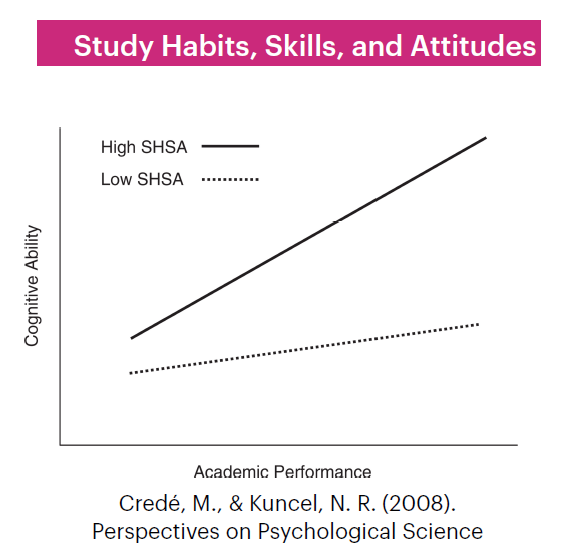 Study Habits, Skills, and Attitudes
High SHSA
Low SHSA
Cognitive Ability
Academic Performance
Credé, M., & Kuncel, N. R. (2008).
Perspectives on Psychological Science